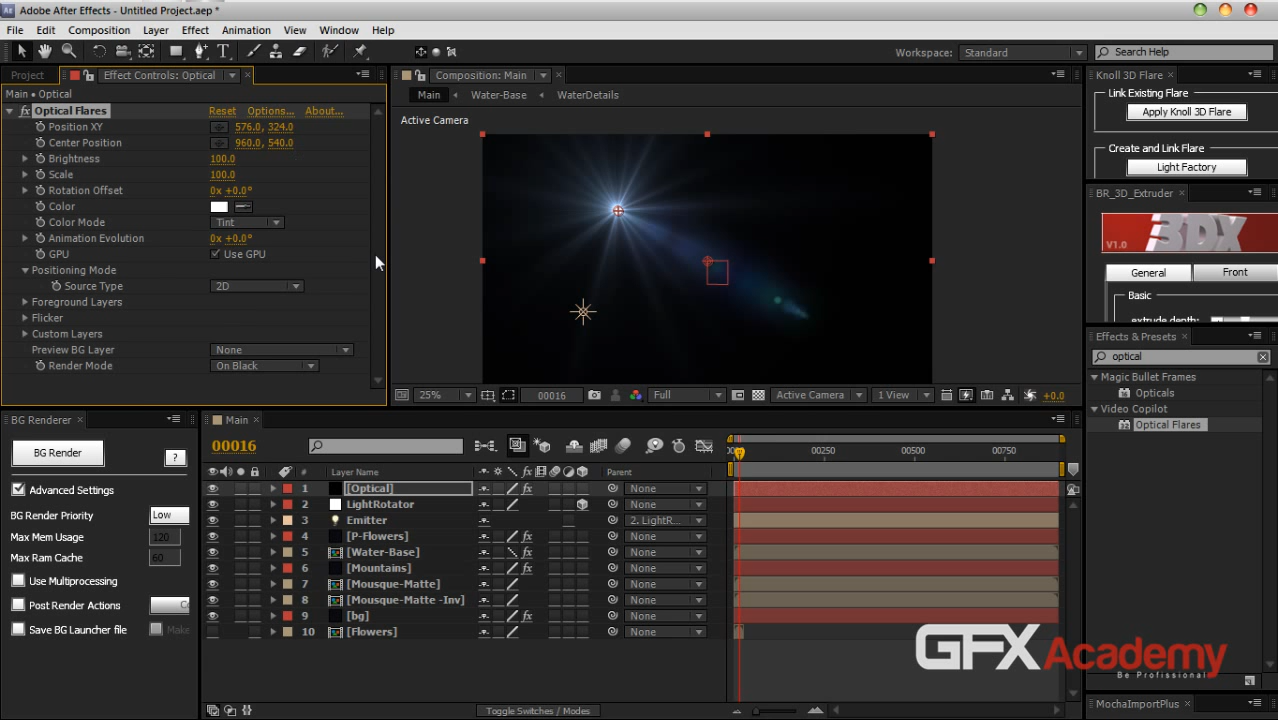 Adobe After Effects - Untitled Project.aep *
File Edit Composition Layer Effect Animation View Window Help
Workspace: Standard Search Help
Project Effect Controls: Optical
Main • Optical
Optical Flares Reset Options... About...
Position XY 576.0, 324.0
Center Position 960.0, 540.0
Brightness 100.0
Scale 100.0
Rotation Offset 0x +0.0°
Color
Color Mode Tint
Animation Evolution 0x +0.0°
GPU Use GPU
Positioning Mode
Source Type 2D
Foreground Layers
Flicker
Custom Layers
Preview BG Layer None
Render Mode On Black
Composition: Main
Main Water-Base WaterDetails
Active Camera
25% 00016 Full Active Camera 1 View +0.0
Knoll 3D Flare
Link Existing Flare
Apply Knoll 3D Flare
Create and Link Flare
Light Factory
BR_3D_Extruder
V1.0 3DX
General Front
Basic
extrude depth:
Effects & Presets
optical
Magic Bullet Frames
Opticals
Video Copilot
Optical Flares
BG Renderer
BG Render ?
Advanced Settings
BG Render Priority Low
Max Mem Usage 120
Max Ram Cache 60
Use Multiprocessing
Post Render Actions
Save BG Launcher file Make
Main
00016
00250 00500 00750
# Layer Name Parent
1 [Optical] None
2 LightRotator None
3 Emitter 2. LightR...
4 [P-Flowers] None
5 [Water-Base] None
6 [Mountains] None
7 [Mousque-Matte] None
8 [Mousque-Matte -Inv] None
9 [bg] None
10 [Flowers] None
Toggle Switches / Modes
GFXAcademy
Be Profissional
MochaImportPlus